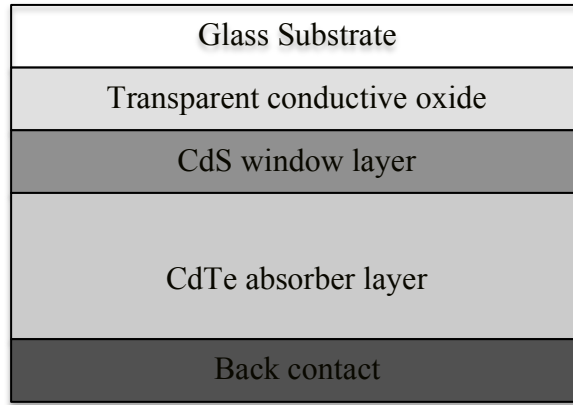 Glass Substrate
Transparent conductive oxide
CdS window layer
CdTe absorber layer
Back contact